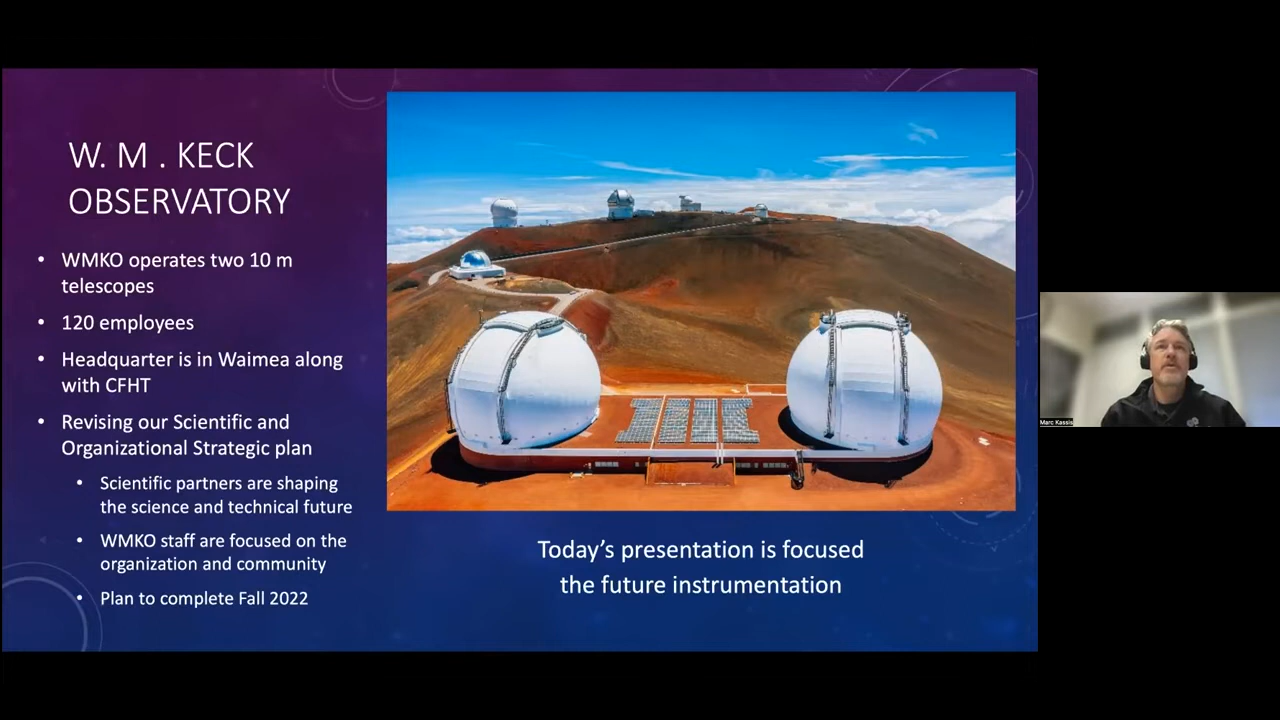 W. M . KECK
OBSERVATORY
• WMKO operates two 10 m
telescopes
• 120 employees
• Headquarter is in Waimea along
with CFHT
• Revising our Scientific and
Organizational Strategic plan
• Scientific partners are shaping
the science and technical future
• WMKO staff are focused on the
organization and community
• Plan to complete Fall 2022
Today’s presentation is focused
the future instrumentation
Marc Kassis